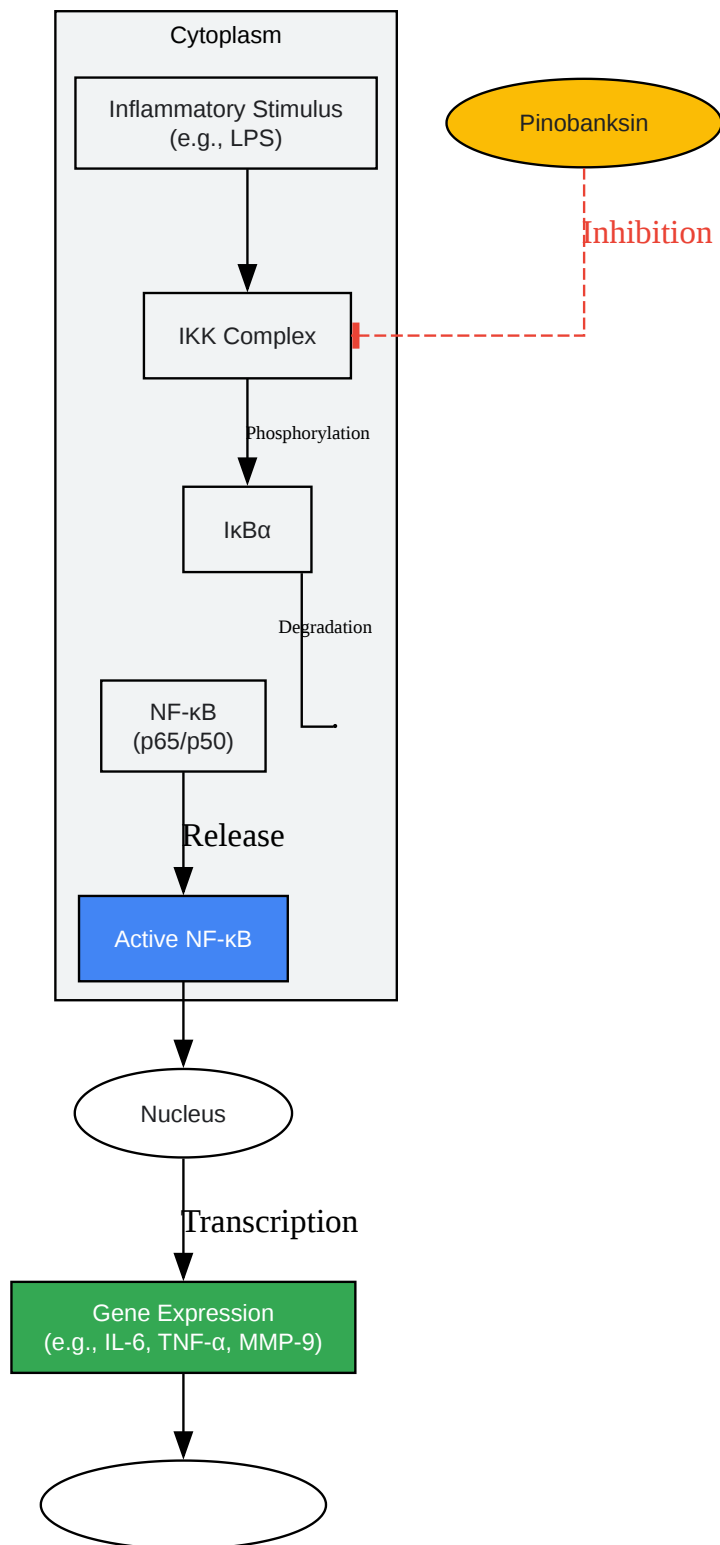 Cytoplasm
Inflammatory Stimulus
(e.g., LPS)
Pinobanksin
Inhibition
IKK Complex
Phosphorylation
IκBα
Degradation
NF-κB
(p65/p50)
Release
Active NF-κB
Nucleus
Transcription
Gene Expression
(e.g., IL-6, TNF-α, MMP-9)